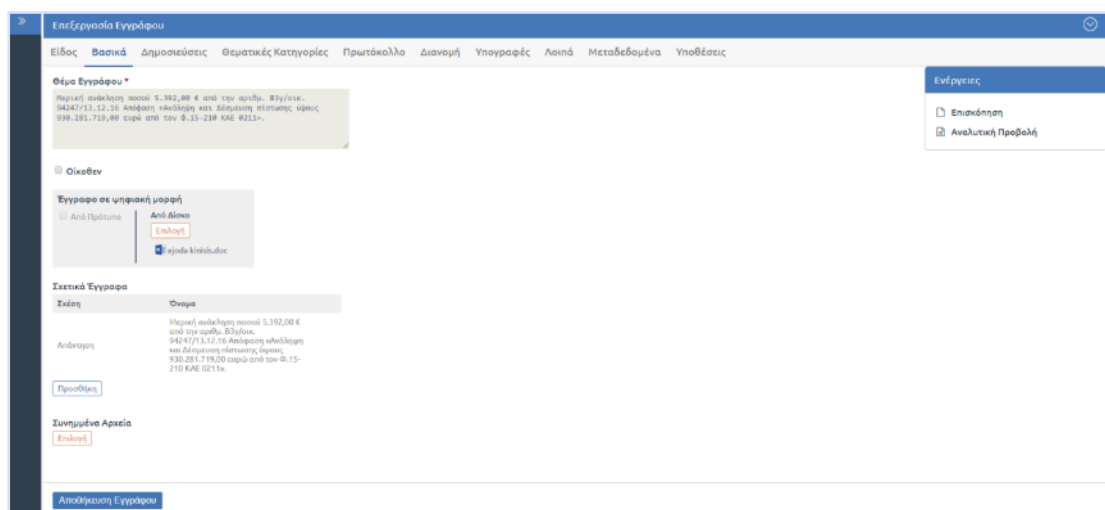 Επεξεργασία Εγγράφου
Είδος Βασικά Δημοσιεύσεις Θεματικές Κατηγορίες Πρωτόκολλο Διανομή Υπογραφές Λοιπά Μεταδεδομένα Υποθέσεις
Θέμα Εγγράφου *
Μερική ανάκληση ποσού 5.392,00 € από την αριθμ. Β3γ/οικ.
94247/13.12.16 Απόφαση «Ανάληψη και Δέσμευση πίστωσης ύψους
930.281.719,00 ευρώ από τον Φ.15-210 ΚΑΕ 0211».
Ενέργειες
Επισκόπηση
Αναλυτική Προβολή
Οίκοθεν
Έγγραφο σε ψηφιακή μορφή
Από Πρότυπο
Από Δίσκο
Επιλογή
ejoda kinisis.doc
Σχετικά Έγγραφα
Σχέση Όνομα
Απάντηση
Μερική ανάκληση ποσού 5.392,00 €
από την αριθμ. Β3γ/οικ.
94247/13.12.16 Απόφαση «Ανάληψη
και Δέσμευση πίστωσης ύψους
930.281.719,00 ευρώ από τον Φ.15-
210 ΚΑΕ 0211».
Προσθήκη
Συνημμένα Αρχεία
Επιλογή
Αποθήκευση Εγγράφου